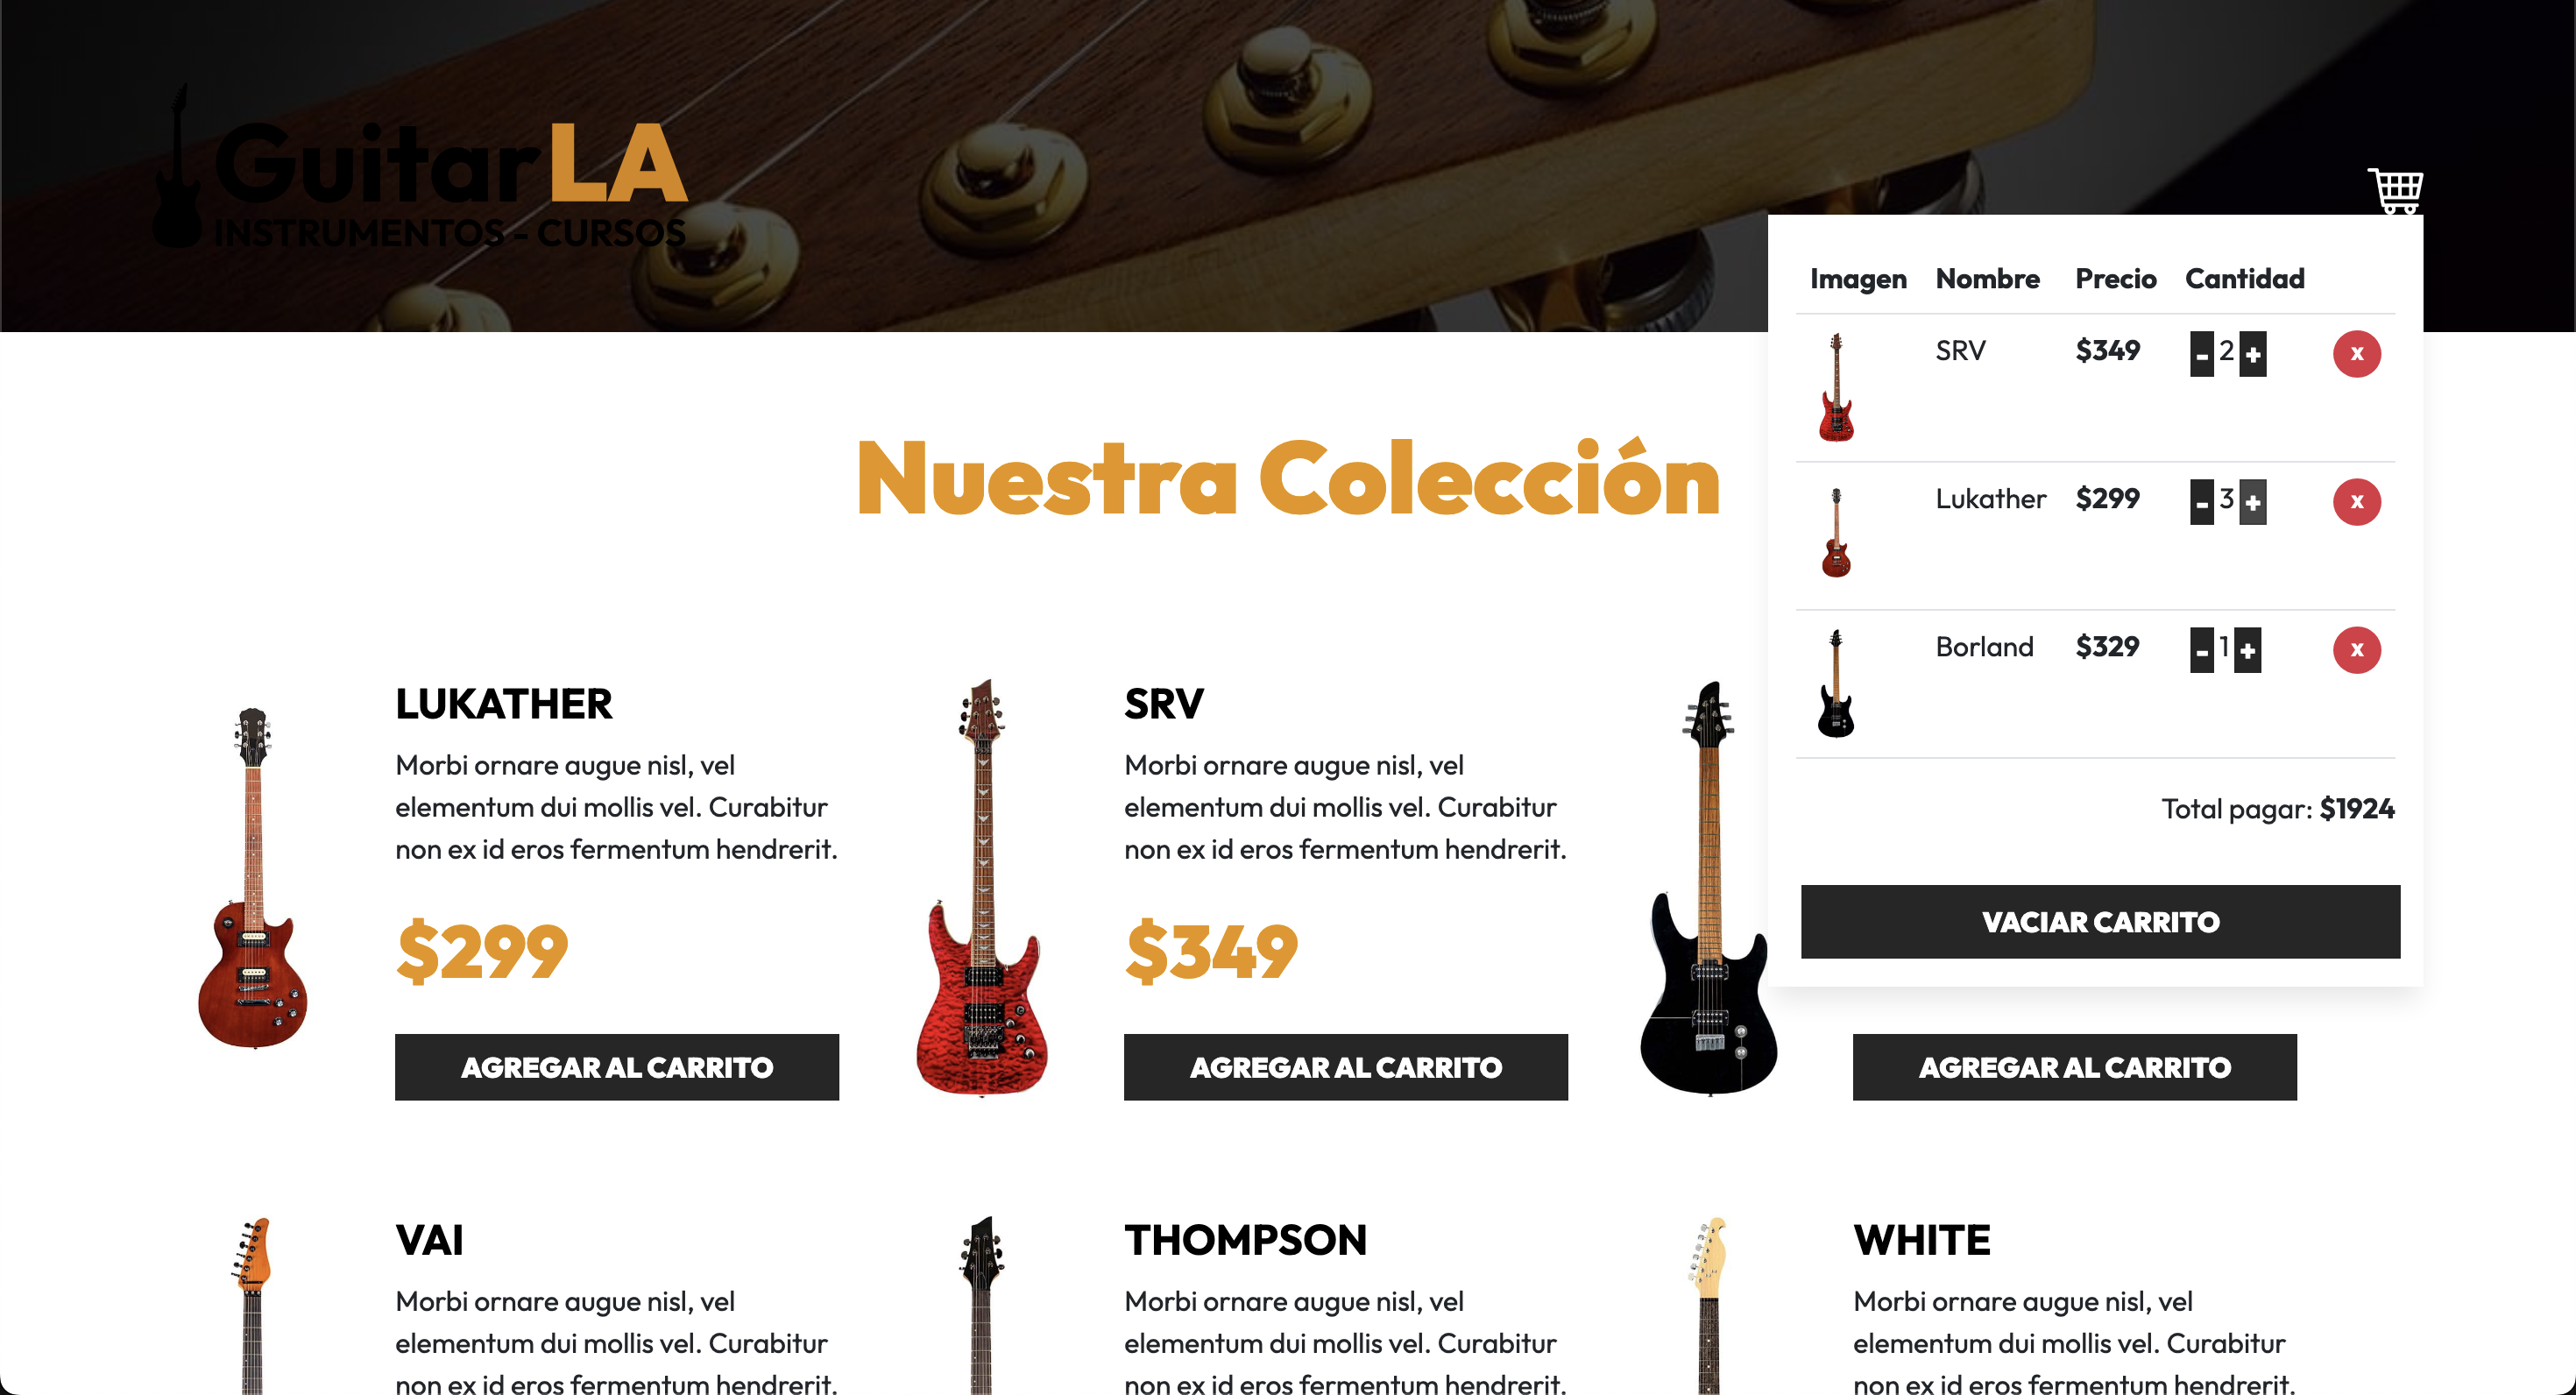 GuitarLA
INSTRUMENTOS - CURSOS
Imagen Nombre Precio Cantidad
SRV $349 - 2 + X
Lukather $299 - 3 + X
Borland $329 - 1 + X
Total pagar: $1924
VACIAR CARRITO
Nuestra Colección
LUKATHER
Morbi ornare augue nisl, vel
elementum dui mollis vel. Curabitur
non ex id eros fermentum hendrerit.
$299
AGREGAR AL CARRITO
SRV
Morbi ornare augue nisl, vel
elementum dui mollis vel. Curabitur
non ex id eros fermentum hendrerit.
$349
AGREGAR AL CARRITO
AGREGAR AL CARRITO
VAI
Morbi ornare augue nisl, vel
elementum dui mollis vel. Curabitur
non ex id eros fermentum hendrerit.
THOMPSON
Morbi ornare augue nisl, vel
elementum dui mollis vel. Curabitur
non ex id eros fermentum hendrerit.
WHITE
Morbi ornare augue nisl, vel
elementum dui mollis vel. Curabitur
non ex id eros fermentum hendrerit.